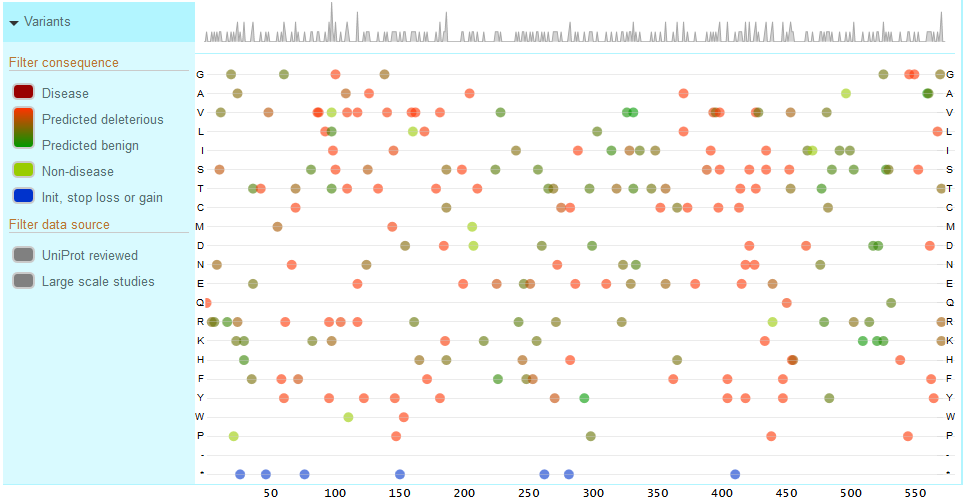 Variants
Filter consequence
Disease
Predicted deleterious
Predicted benign
Non-disease
Init, stop loss or gain
Filter data source
UniProt reviewed
Large scale studies
G G
A A
V V
L L
I I
S S
T T
C C
M M
D D
N N
E E
Q Q
R R
K K
H H
F F
Y Y
W W
P P
- -
* *
50 100 150 200 250 300 350 400 450 500 550